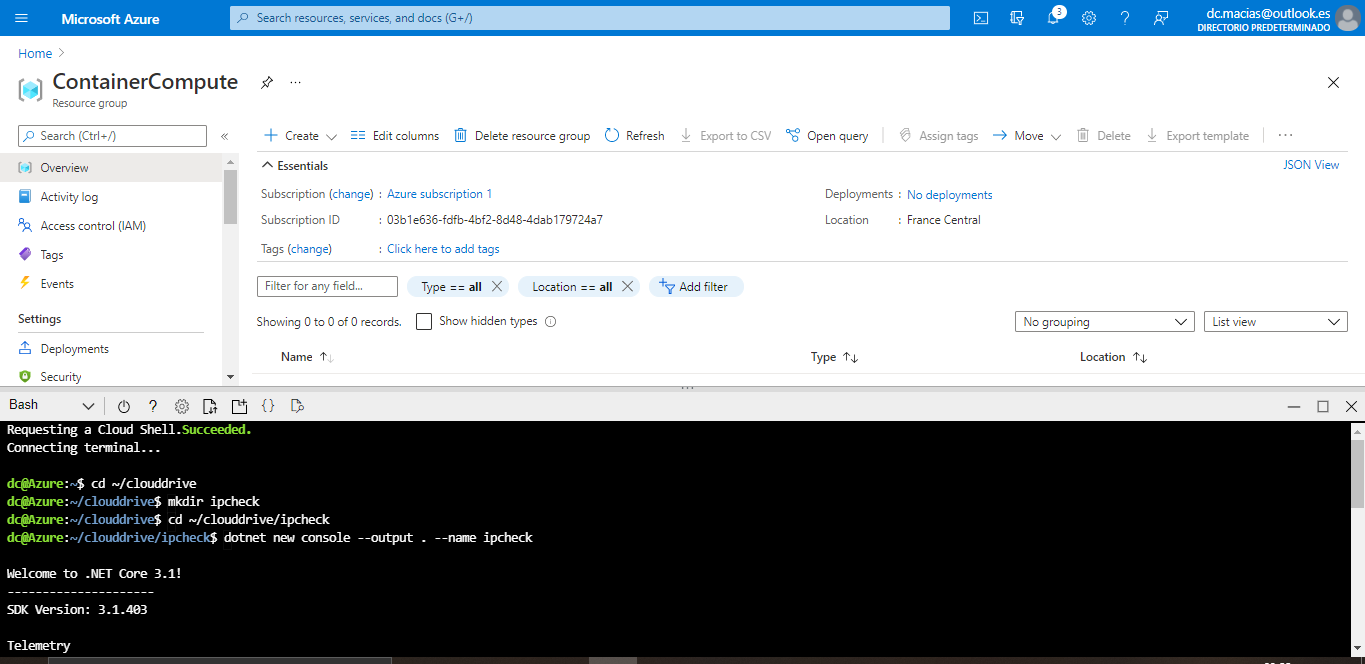 Microsoft Azure
Search resources, services, and docs (G+/)
3
dc.macias@outlook.es
DIRECTORIO PREDETERMINADO
Home
ContainerCompute
Resource group
Search (Ctrl+/)
Create
Edit columns
Delete resource group
Refresh
Export to CSV
Open query
Assign tags
Move
Delete
Export template
Overview
Activity log
Access control (IAM)
Tags
Events
Settings
Deployments
Security
Essentials
JSON View
Subscription (change) : Azure subscription 1
Deployments : No deployments
Subscription ID : 03b1e636-fdfb-4bf2-8d48-4dab179724a7
Location : France Central
Tags (change) : Click here to add tags
Filter for any field...
Type == all
Location == all
Add filter
Showing 0 to 0 of 0 records.
Show hidden types
No grouping
List view
Name
Type
Location
Bash
Requesting a Cloud Shell.Succeeded.
Connecting terminal...
dc@Azure:~$ cd ~/clouddrive
dc@Azure:~/clouddrive$ mkdir ipcheck
dc@Azure:~/clouddrive$ cd ~/clouddrive/ipcheck
dc@Azure:~/clouddrive/ipcheck$ dotnet new console --output . --name ipcheck
Welcome to .NET Core 3.1!
---------------------
SDK Version: 3.1.403
Telemetry